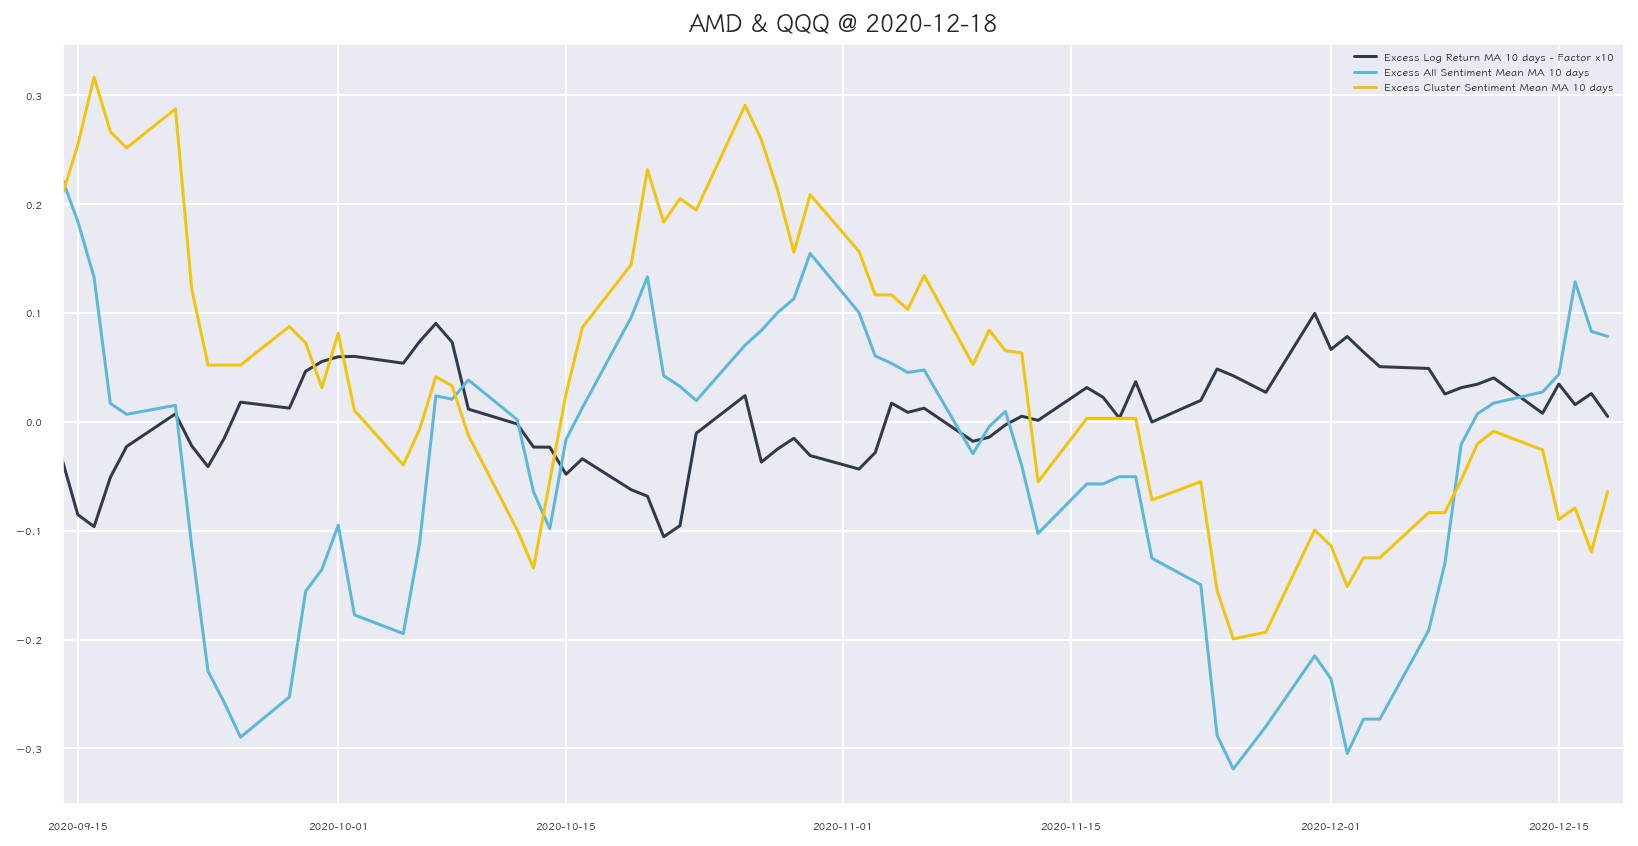 AMD & QQQ @ 2020-12-18
Excess Log Return MA 10 days - Factor x10
Excess All Sentiment Mean MA 10 days
Excess Cluster Sentiment Mean MA 10 days
0.3
0.2
0.1
0.0
−0.1
−0.2
−0.3
2020-09-15 2020-10-01 2020-10-15 2020-11-01 2020-11-15 2020-12-01 2020-12-15